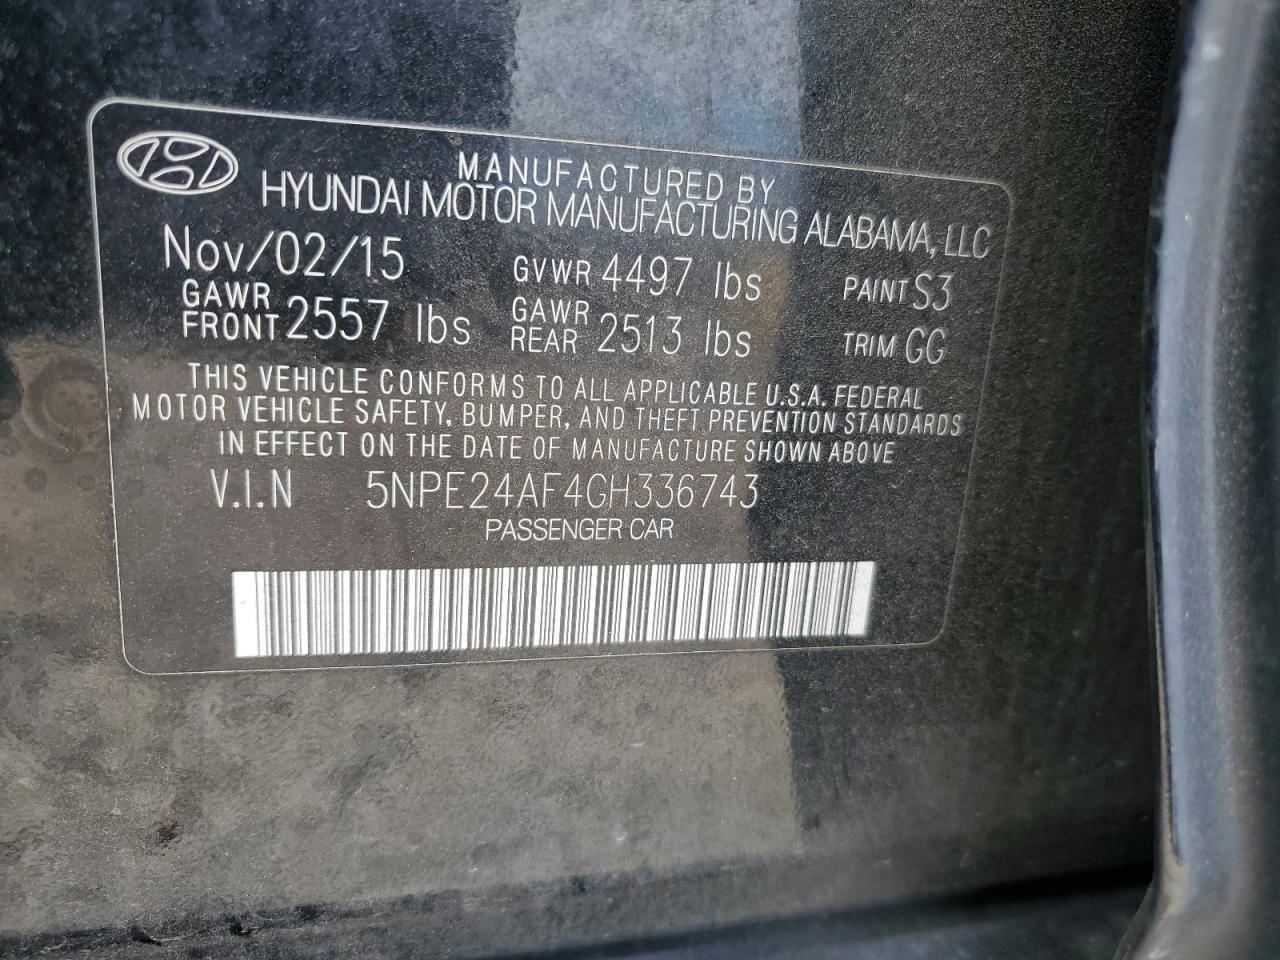 MANUFACTURED BY
HYUNDAI MOTOR MANUFACTURING ALABAMA, LLC
Nov/02/15 GVWR 4497 lbs PAINT S3
GAWR FRONT 2557 lbs GAWR REAR 2513 lbs TRIM GG
THIS VEHICLE CONFORMS TO ALL APPLICABLE U.S.A. FEDERAL
MOTOR VEHICLE SAFETY, BUMPER, AND THEFT PREVENTION STANDARDS
IN EFFECT ON THE DATE OF MANUFACTURE SHOWN ABOVE
V.I.N 5NPE24AF4GH336743
PASSENGER CAR